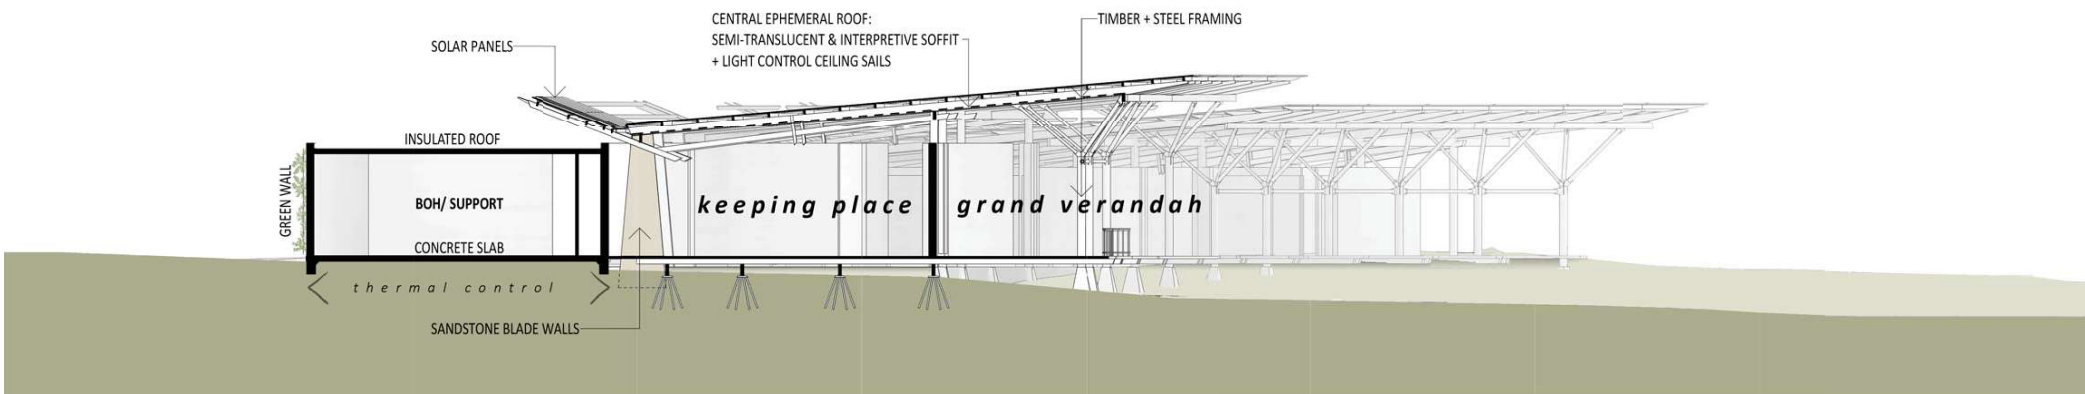 CENTRAL EPHEMERAL ROOF:
SEMI-TRANSLUCENT & INTERPRETIVE SOFFIT
+ LIGHT CONTROL CEILING SAILS
TIMBER + STEEL FRAMING
SOLAR PANELS
INSULATED ROOF
GREEN WALL
BOH/ SUPPORT
keeping place
grand verandah
CONCRETE SLAB
thermal control
SANDSTONE BLADE WALLS